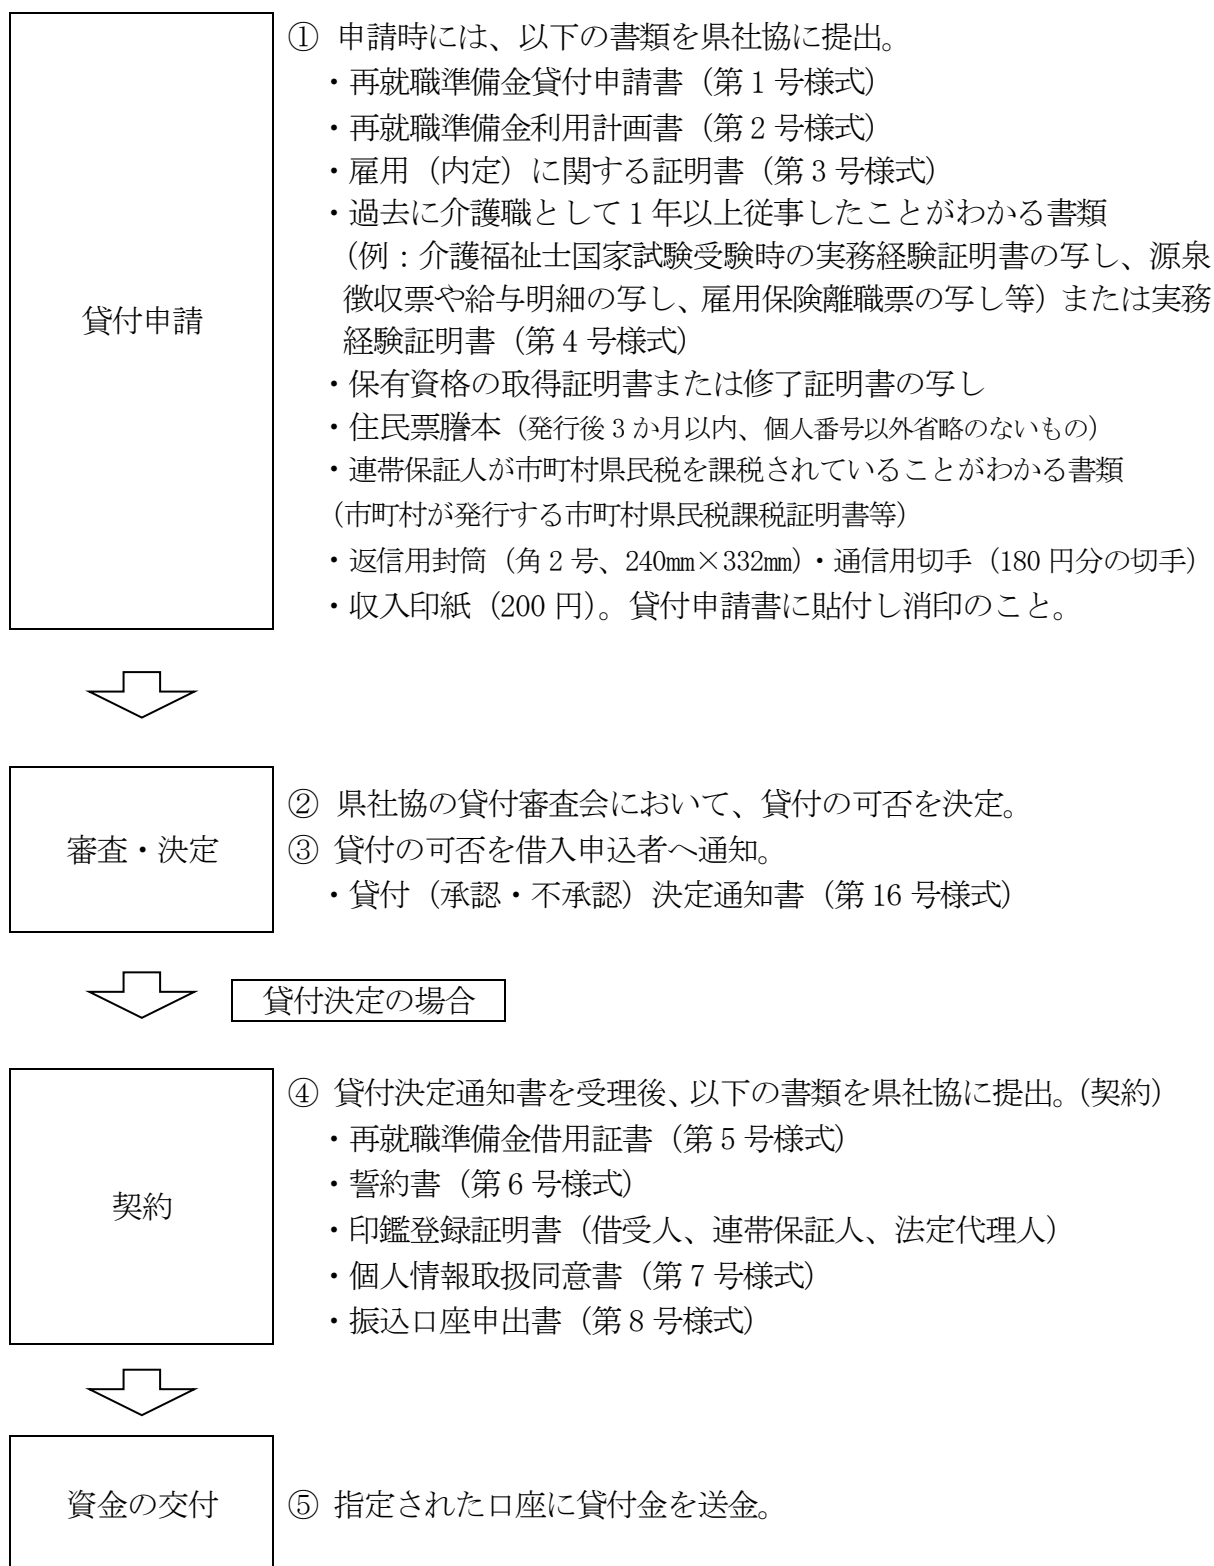 貸付申請
① 申請時には、以下の書類を県社協に提出。
・再就職準備金貸付申請書（第１号様式）
・再就職準備金利用計画書（第２号様式）
・雇用（内定）に関する証明書（第３号様式）
・過去に介護職として１年以上従事したことがわかる書類
（例：介護福祉士国家試験受験時の実務経験証明書の写し、源泉
徴収票や給与明細の写し、雇用保険離職票の写し等）または実務
経験証明書（第４号様式）
・保有資格の取得証明書または修了証明書の写し
・住民票謄本（発行後３か月以内、個人番号以外省略のないもの）
・連帯保証人が市町村県民税を課税されていることがわかる書類
（市町村が発行する市町村県民税課税証明書等）
・返信用封筒（角２号、240㎜×332㎜）・通信用切手（180 円分の切手）
・収入印紙（200 円）。貸付申請書に貼付し消印のこと。
審査・決定
② 県社協の貸付審査会において、貸付の可否を決定。
③ 貸付の可否を借入申込者へ通知。
・貸付（承認・不承認）決定通知書（第 16 号様式）
貸付決定の場合
契約
④ 貸付決定通知書を受理後、以下の書類を県社協に提出。（契約）
・再就職準備金借用証書（第５号様式）
・誓約書（第６号様式）
・印鑑登録証明書（借受人、連帯保証人、法定代理人）
・個人情報取扱同意書（第７号様式）
・振込口座申出書（第８号様式）
資金の交付
⑤ 指定された口座に貸付金を送金。